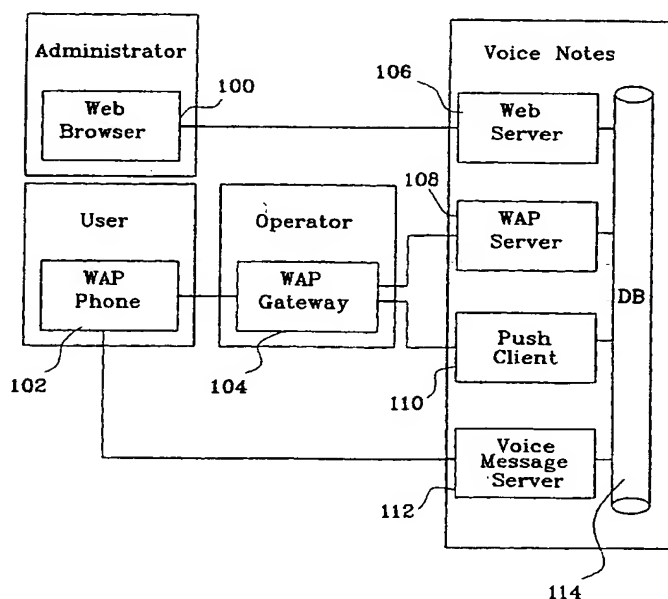 Administrator
100
Web
Browser
Voice Notes
106
Web
Server
108
WAP
Server
User
Operator
WAP
Phone
WAP
Gateway
DB
102
104
Push
Client
110
Voice
Message
Server
112
114